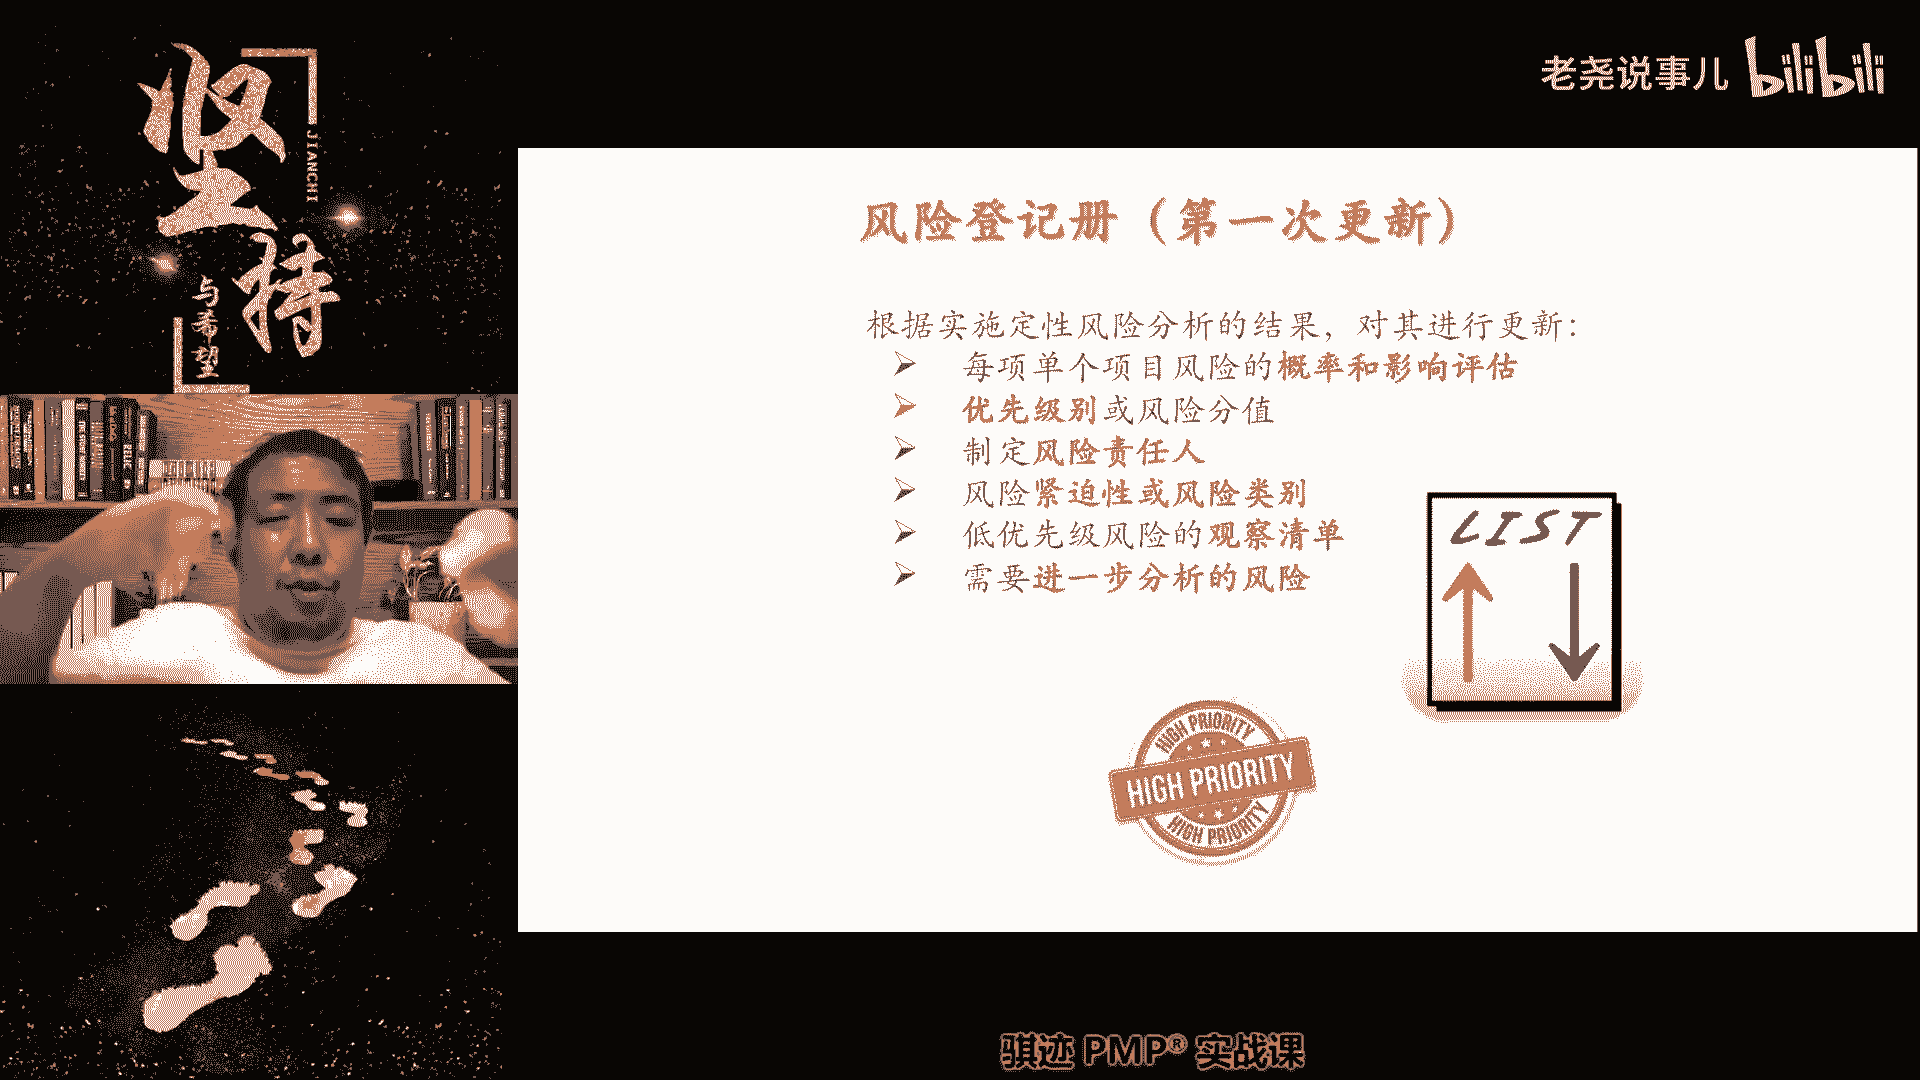 坚持
JIANCHI
与希望
老尧说事儿 bilibili
风险登记册（第一次更新）
根据实施定性风险分析的结果，对其进行更新：
每项单个项目风险的概率和影响评估
优先级别或风险分值
制定风险责任人
风险紧迫性或风险类别
低优先级风险的观察清单
需要进一步分析的风险
LIST
HIGH PRIORITY
HIGH PRIORITY
HIGH PRIORITY
骐迹 PMP® 实战课